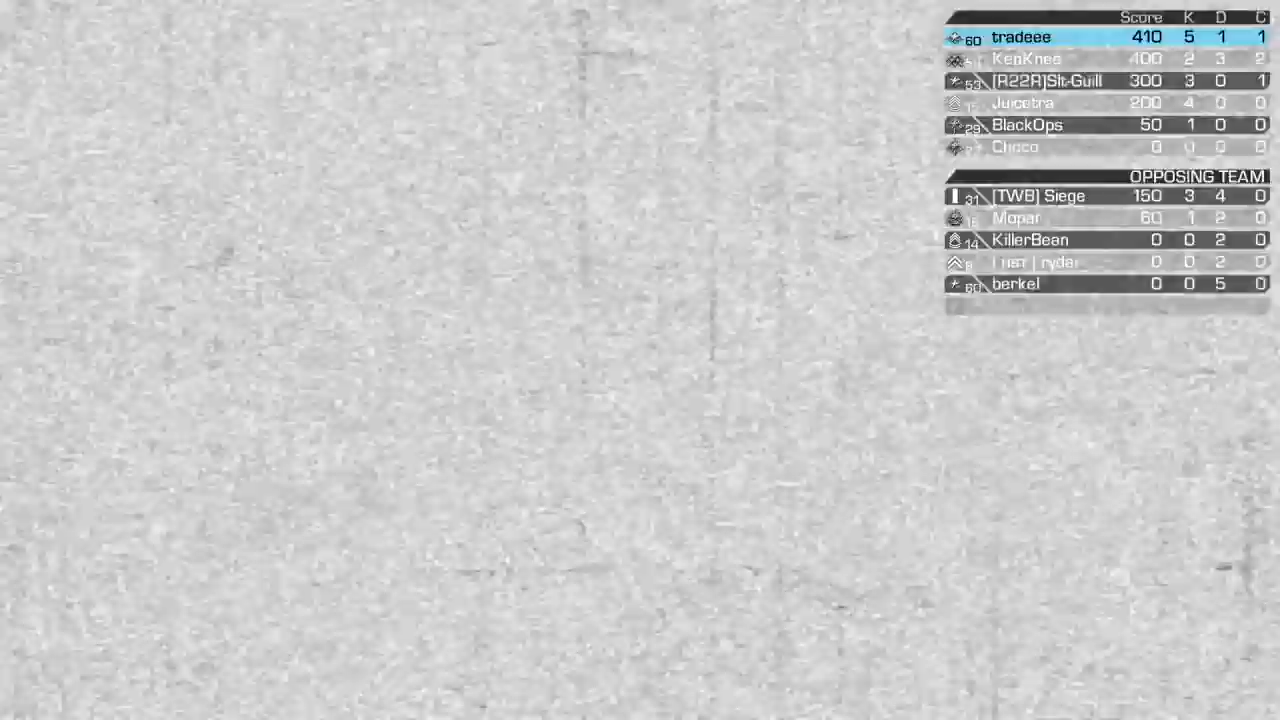 Score K D C
60 tradeee 410 5 1 1
51 KenKnee 400 2 3 2
53 [R22R]Slt-Guill 300 3 0 1
15 Juicetra 200 4 0 0
29 BlackOps 50 1 0 0
Choco 0 0 0 0
OPPOSING TEAM
31 [TWB] Siege 150 3 4 0
Mopar 60 1 2 0
14 KillerBean 0 0 2 0
0 0 2 0
60 berkel 0 0 5 0